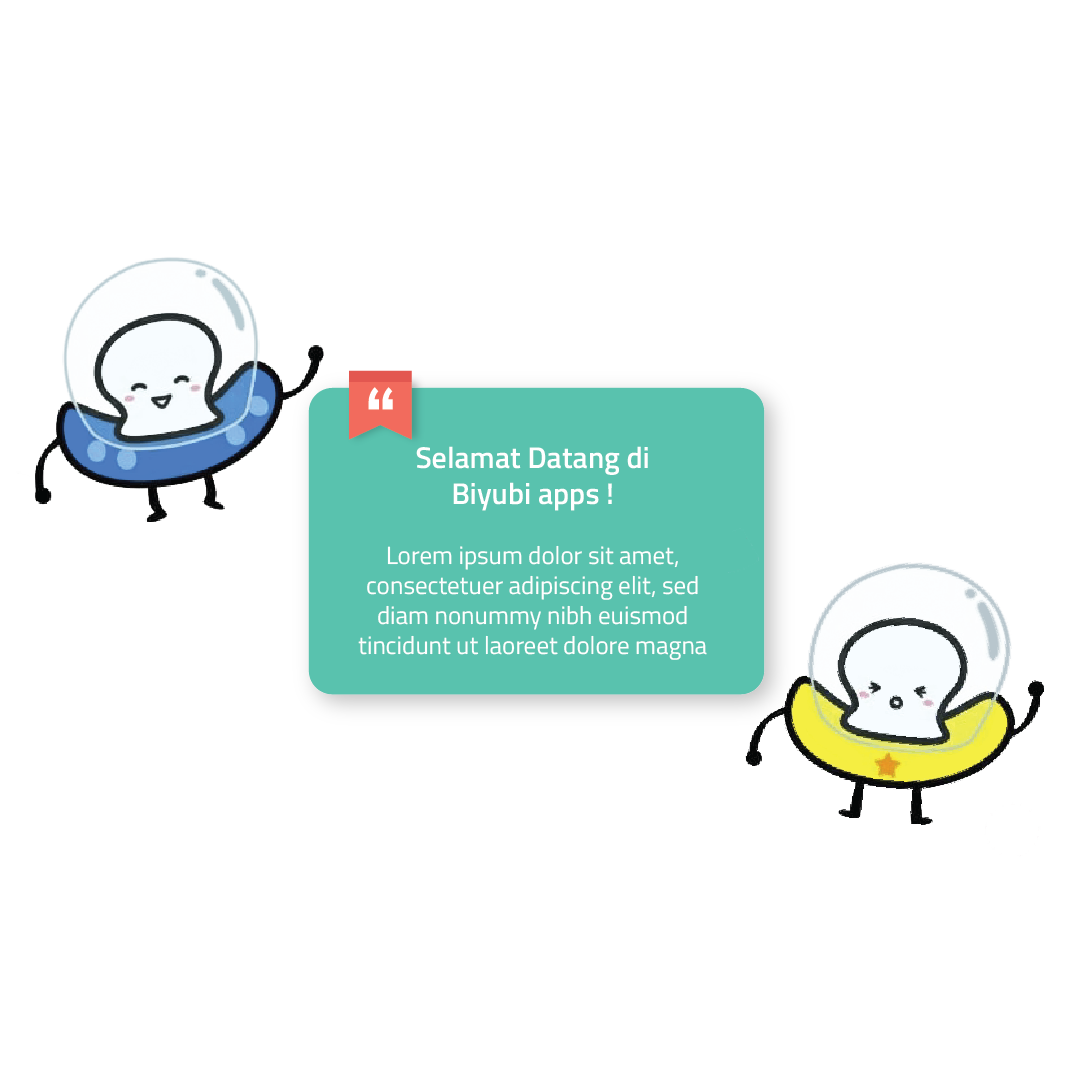 “
Selamat Datang di
Biyubi apps !
Lorem ipsum dolor sit amet,
consectetuer adipiscing elit, sed
diam nonummy nibh euismod
tincidunt ut laoreet dolore magna